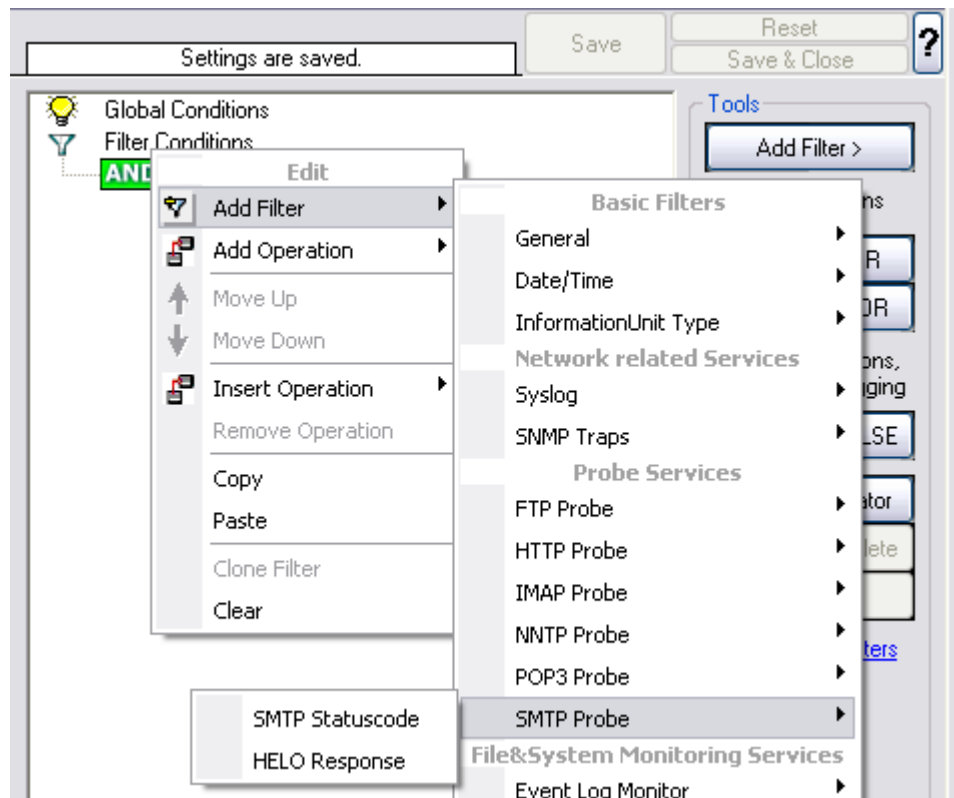 Settings are saved.
Save
Reset
Save & Close
?
Global Conditions
Filter Conditions
AND
Tools
Add Filter >
Edit
Add Filter
Add Operation
Move Up
Move Down
Insert Operation
Remove Operation
Copy
Paste
Clone Filter
Clear
Basic Filters
General
Date/Time
InformationUnit Type
Network related Services
Syslog
SNMP Traps
Probe Services
FTP Probe
HTTP Probe
IMAP Probe
NNTP Probe
POP3 Probe
SMTP Probe
File&System Monitoring Services
Event Log Monitor
SMTP Statuscode
HELO Response